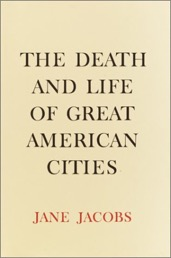 THE DEATH
AND LIFE
OF GREAT
AMERICAN
CITIES
JANE JACOBS